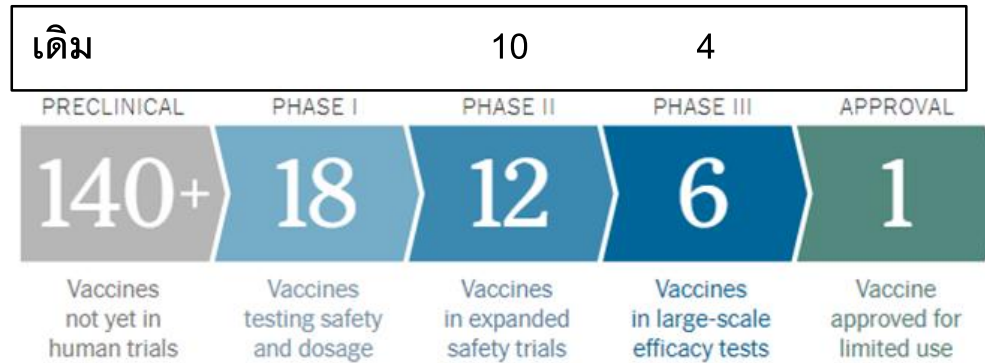 เดิม 10 4
PRECLINICAL PHASE I PHASE II PHASE III APPROVAL
140+ 18 12 6 1
Vaccines Vaccines Vaccines Vaccines Vaccine
not yet in testing safety in expanded in large-scale approved for
human trials and dosage safety trials efficacy tests limited use